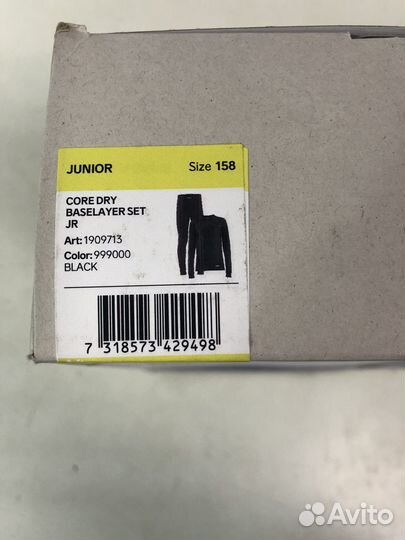 JUNIOR Size 158
CORE DRY
BASELAYER SET
JR
Art: 1909713
Color: 999000
BLACK
7 318573 429498
Avito